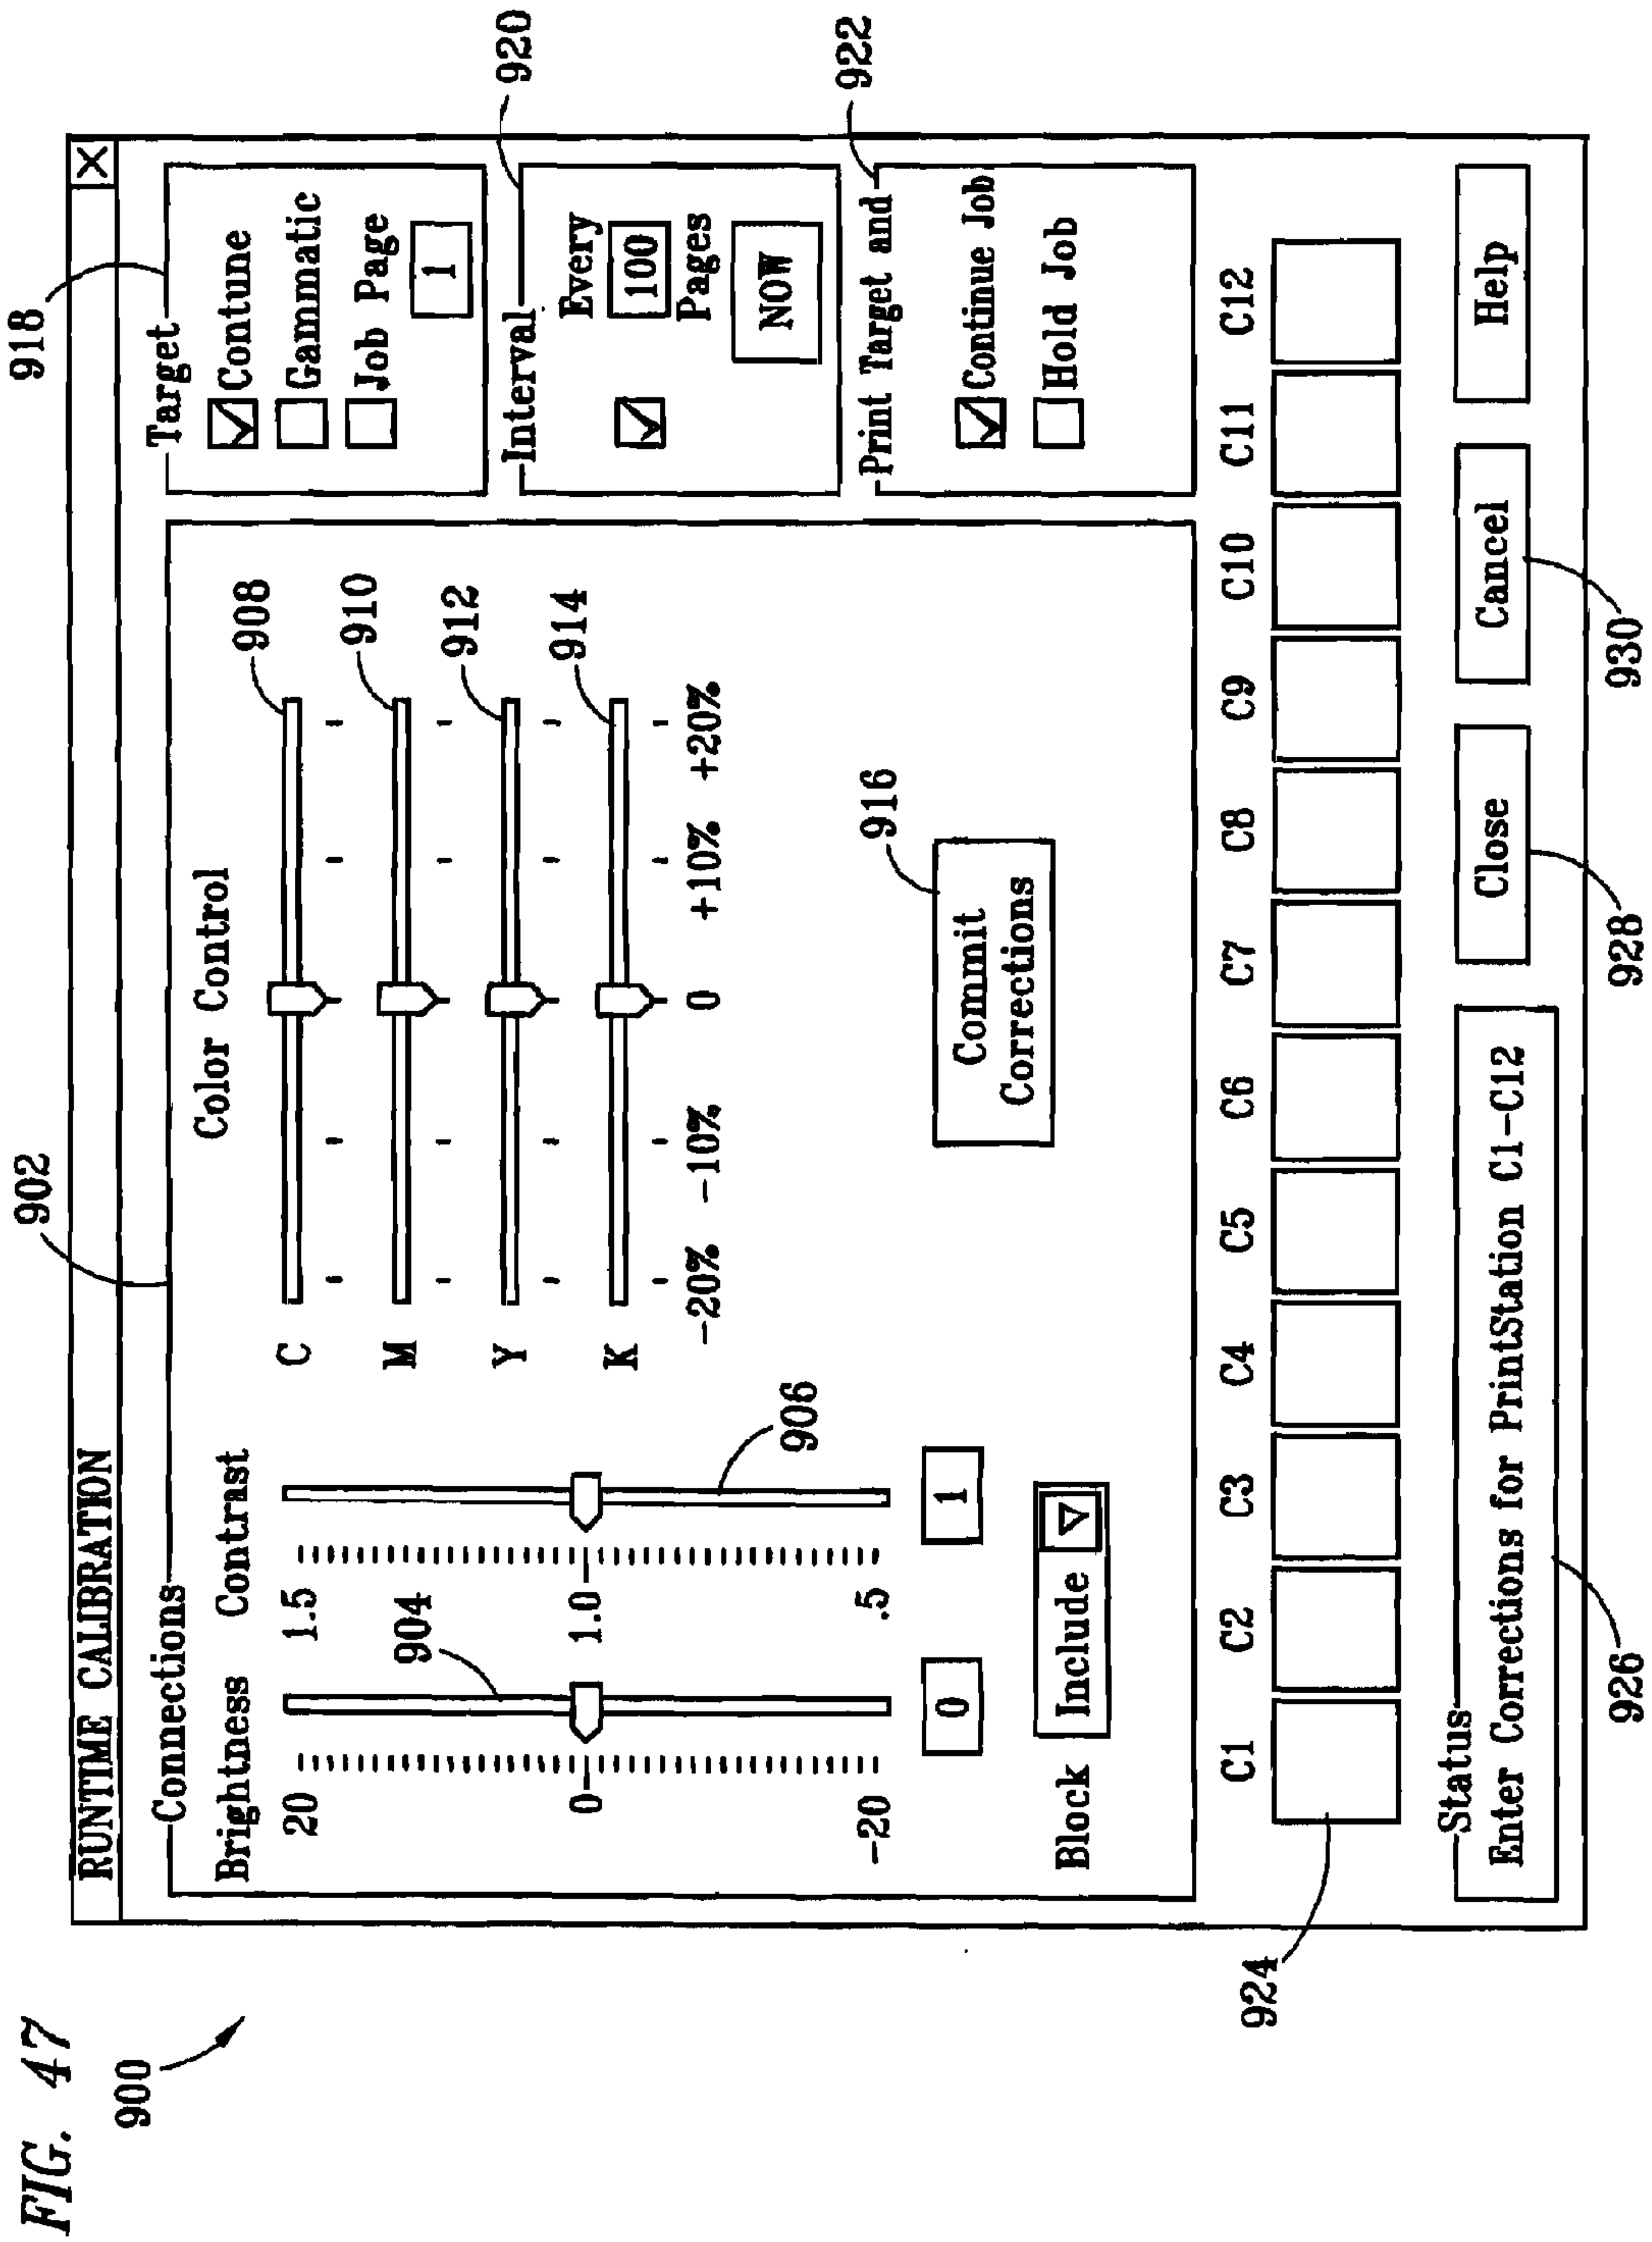 FIG. 47
900
902
918
RUNTIME CALIBRATION
X
Connections
Brightness
Contrast
Color Control
20
0
-20
904
0
1.5
1.0
.5
906
1
C
908
M
910
Y
912
K
914
-20%
-10%
0
+10%
+20%
Block
Include
Commit
Corrections
916
Target
Contune
Gammatic
Job Page
1
920
Interval
Every
100
Pages
NOW
922
Print Target and
Continue Job
Hold Job
C1
C2
C3
C4
C5
C6
C7
C8
C9
C10
C11
C12
924
Status
Enter Corrections for PrintStation C1-C12
Close
Cancel
Help
926
928
930